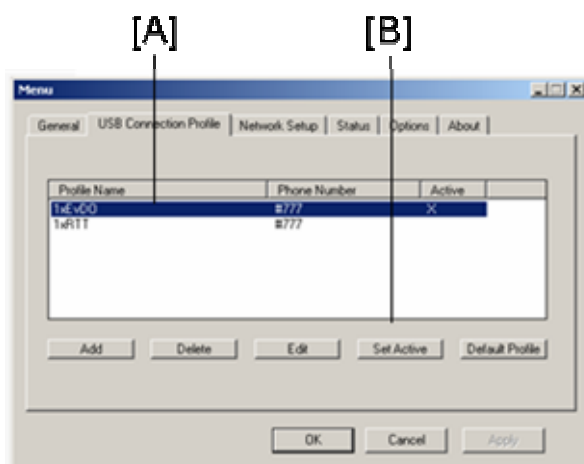 [A] [B]
Menu
General USB Connection Profile Network Setup Status Options About
Profile Name Phone Number Active
1xEvDO #777 X
1xRTT #777
Add Delete Edit Set Active Default Profile
OK Cancel Apply